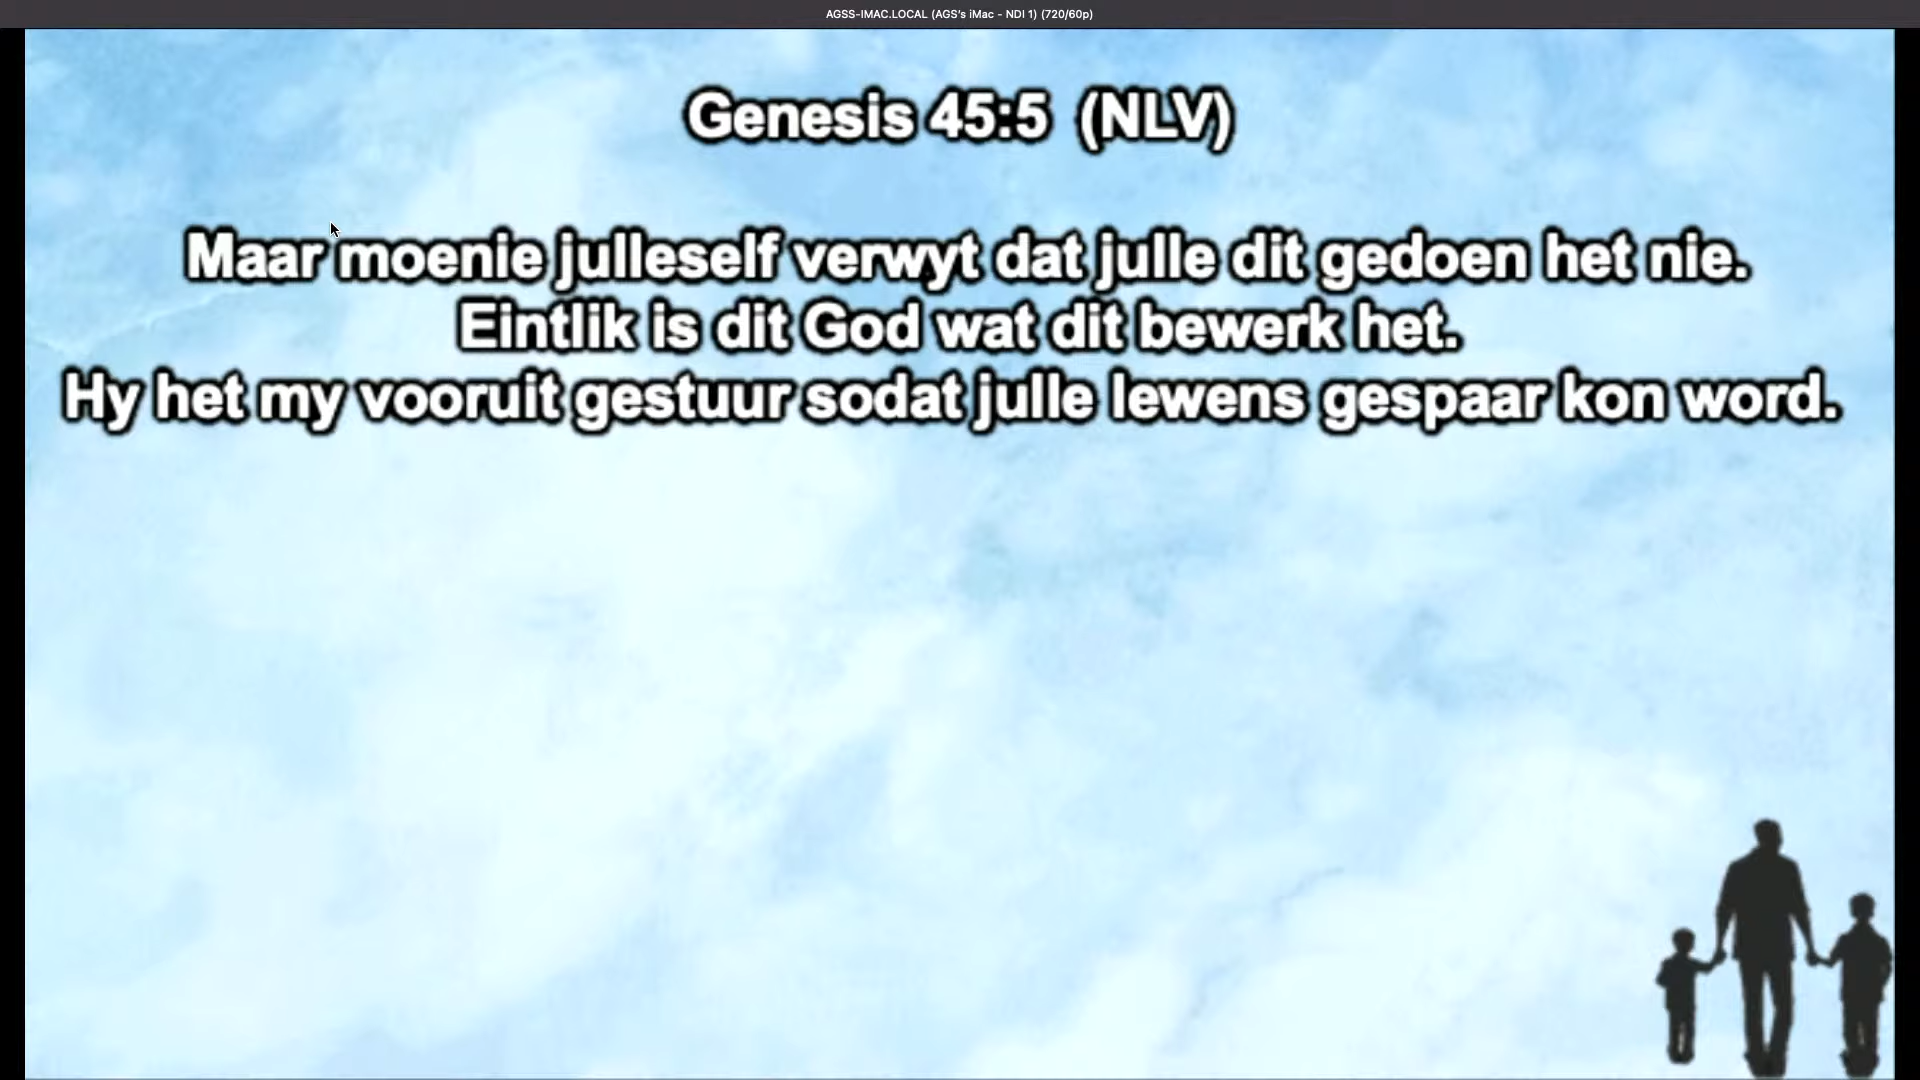 AGSS-IMAC.LOCAL (AGS's iMac - NDI 1) (720/60p)
Genesis 45:5 (NLV)
Maar moenie julleself verwyt dat julle dit gedoen het nie.
Eintlik is dit God wat dit bewerk het.
Hy het my vooruit gestuur sodat julle lewens gespaar kon word.